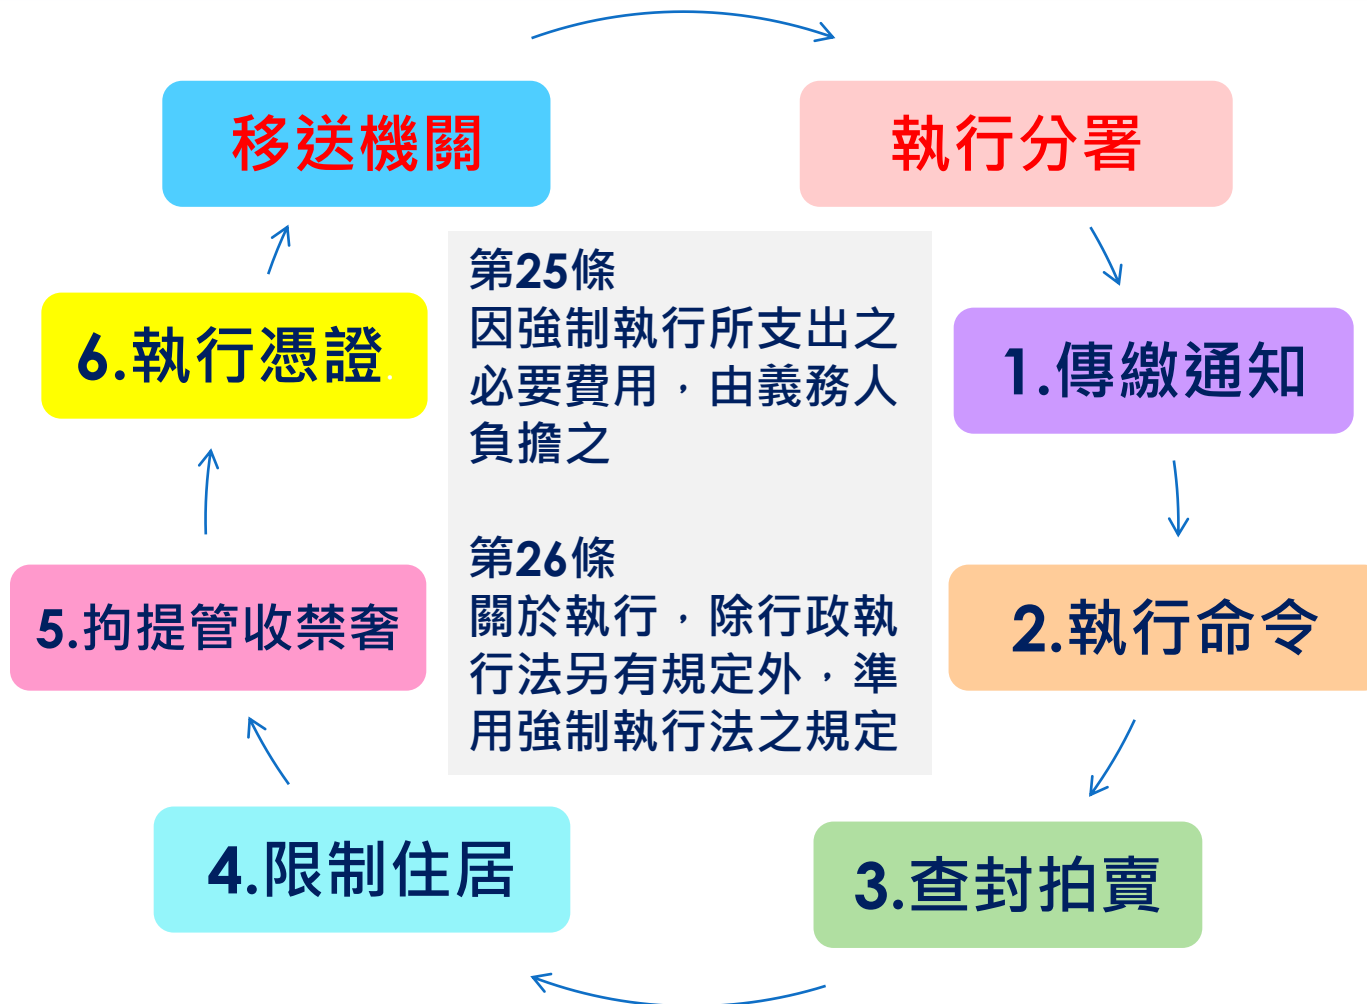 移送機關
執行分署
1.傳繳通知
2.執行命令
3.查封拍賣
4.限制住居
5.拘提管收禁奢
6.執行憑證.
第25條
因強制執行所支出之
必要費用，由義務人
負擔之
第26條
關於執行，除行政執
行法另有規定外，準
用強制執行法之規定